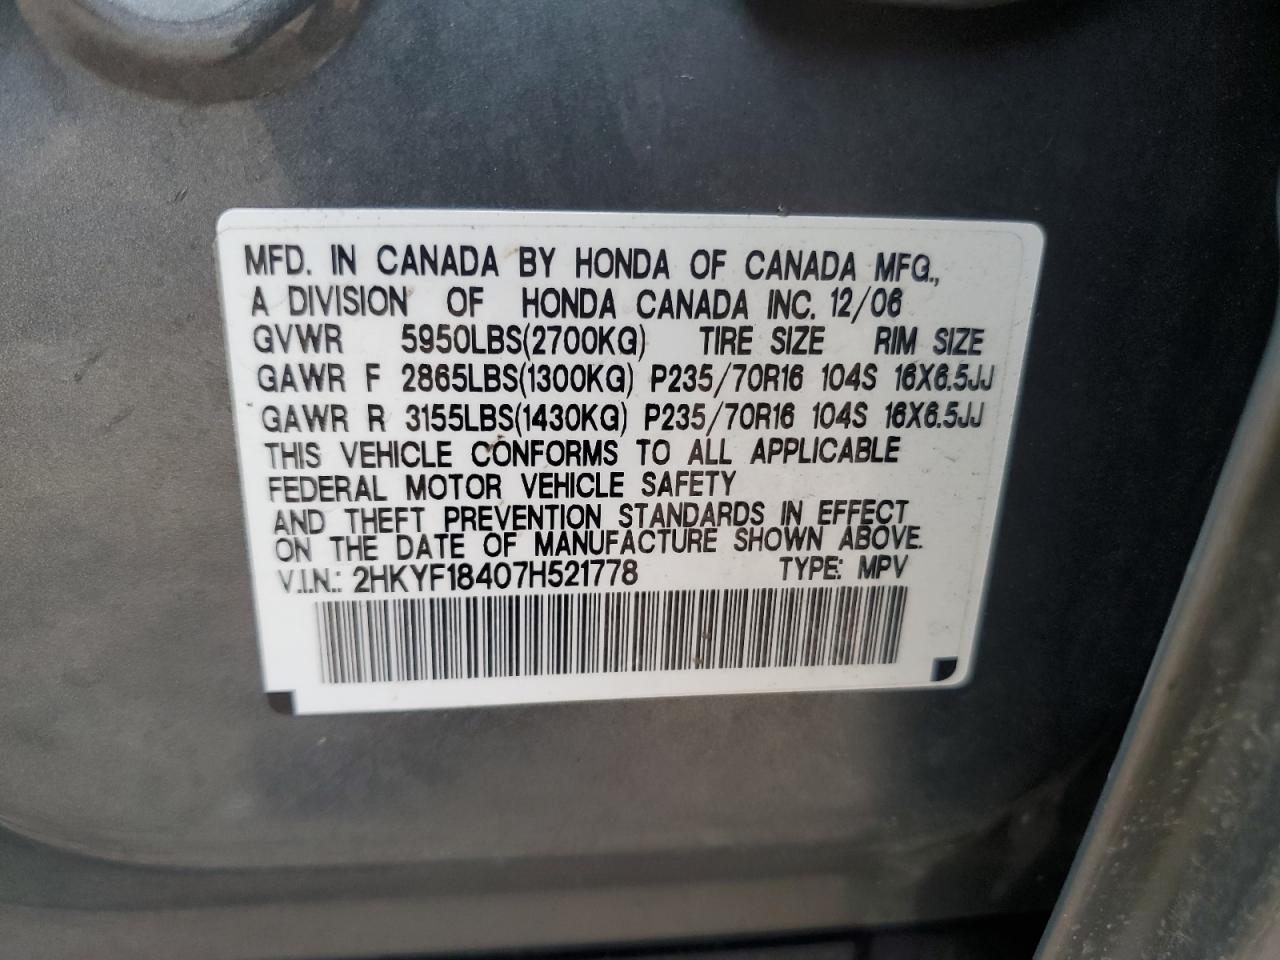 MFD. IN CANADA BY HONDA OF CANADA MFG.,
A DIVISION OF HONDA CANADA INC. 12/06
GVWR 5950LBS(2700KG) TIRE SIZE RIM SIZE
GAWR F 2865LBS(1300KG) P235/70R16 104S 16X6.5JJ
GAWR R 3155LBS(1430KG) P235/70R16 104S 16X6.5JJ
THIS VEHICLE CONFORMS TO ALL APPLICABLE
FEDERAL MOTOR VEHICLE SAFETY
AND THEFT PREVENTION STANDARDS IN EFFECT
ON THE DATE OF MANUFACTURE SHOWN ABOVE.
V.I.N.: 2HKYF18407H521778 TYPE: MPV